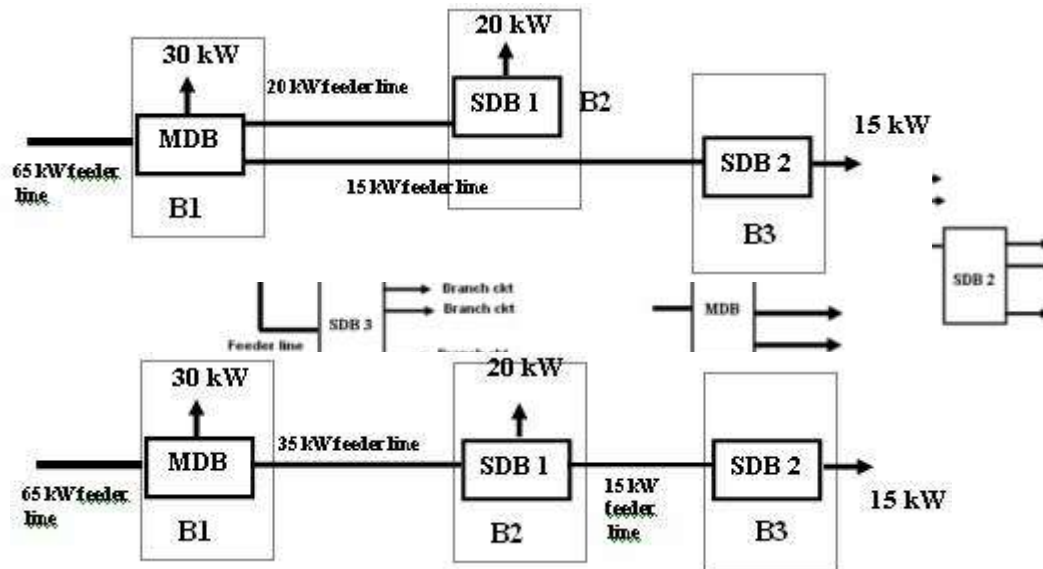 20 kW
30 kW
20 kW feeder line
SDB 1
B2
MDB
15 kW
SDB 2
65 kW feeder
line
15 kW feeder line
B1
B3
SDB 2
Branch ckt
Branch ckt
SDB 3
MDB
Feeder line
Branch ckt
30 kW
20 kW
35 kW feeder line
MDB
SDB 1
SDB 2
65 kW feeder
line
15 kW
feeder
line
15 kW
B1
B2
B3